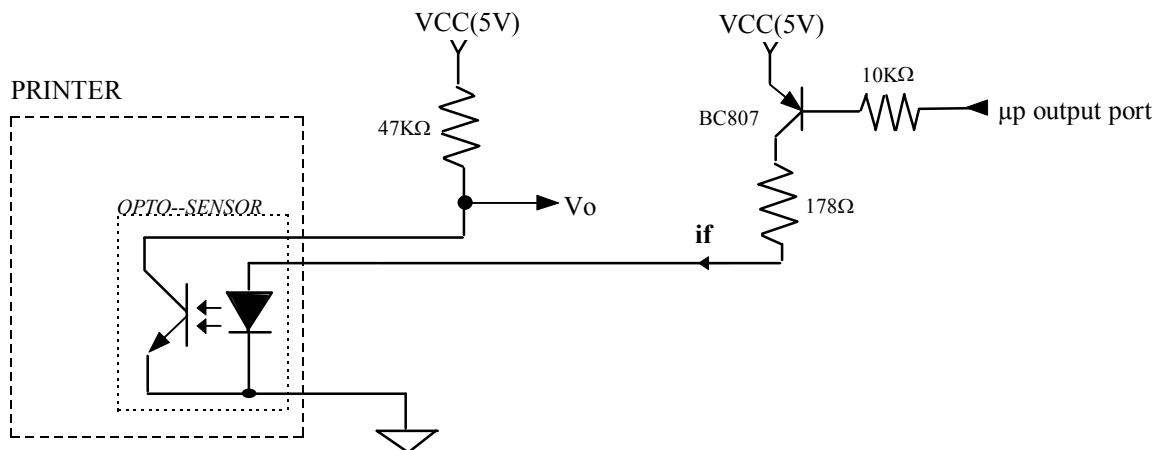 VCC(5V)
VCC(5V)
PRINTER
10KΩ
47KΩ
BC807
μp output port
OPTO--SENSOR
Vo
178Ω
if